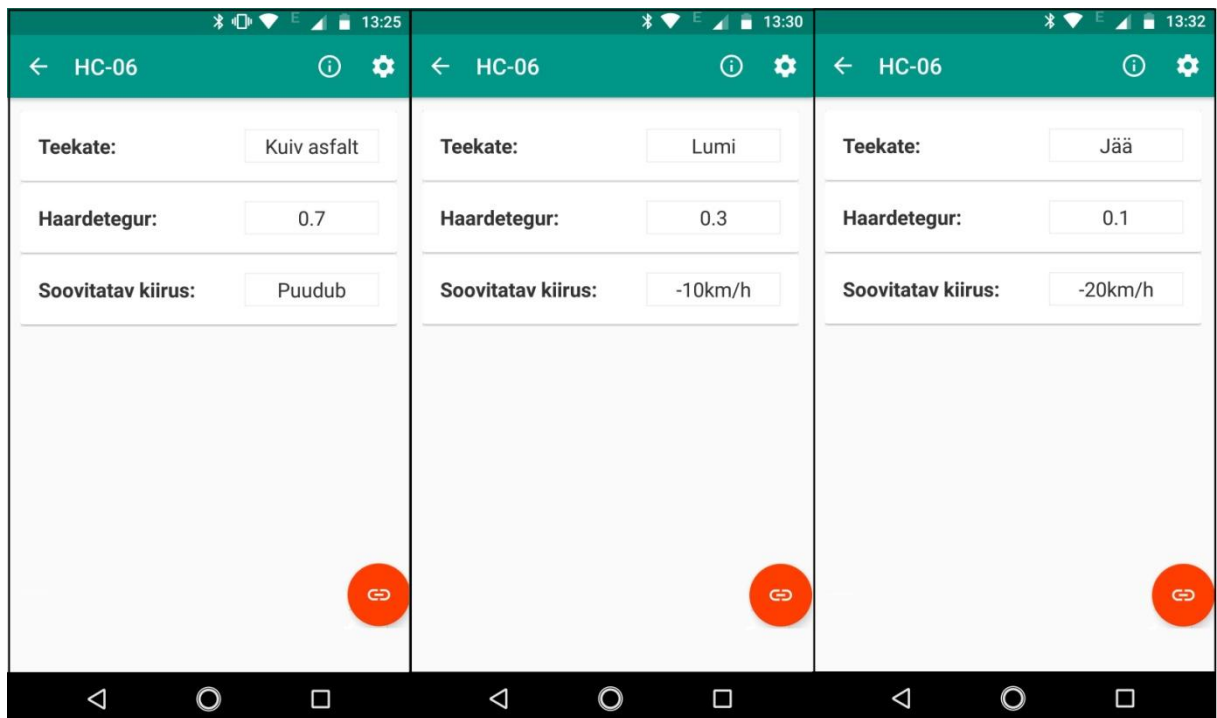 E 13:25
HC-06
Teekate: Kuiv asfalt
Haardetegur: 0.7
Soovitatav kiirus: Puudub
E 13:30
HC-06
Teekate: Lumi
Haardetegur: 0.3
Soovitatav kiirus: -10km/h
E 13:32
HC-06
Teekate: Jää
Haardetegur: 0.1
Soovitatav kiirus: -20km/h